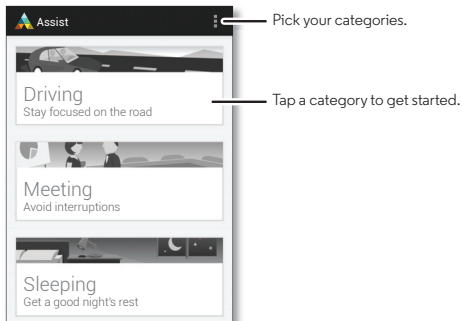 Assist
Pick your categories.
Driving
Stay focused on the road
Tap a category to get started.
Meeting
Avoid interruptions
Sleeping
Get a good night's rest